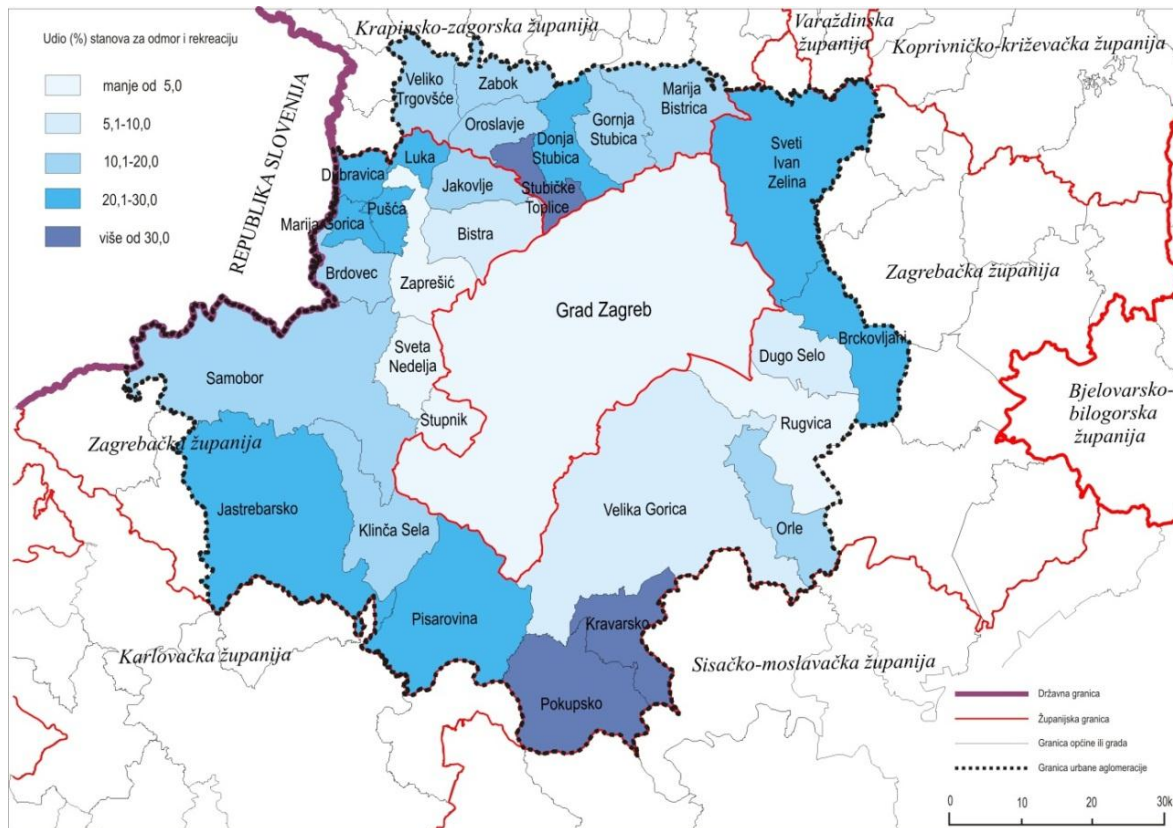 Krapinsko-zagorska županija
Varaždinska
županija
Koprivničko-križevačka županija
Udio (%) stanova za odmor i rekreaciju
manje od 5,0
5,1-10,0
10,1-20,0
20,1-30,0
više od 30,0
REPUBLIKA SLOVENIJA
Veliko
Trgovšće
Zabok
Marija
Bistrica
Oroslavje
Gornja
Stubica
Donja
Stubica
Sveti
Ivan
Zelina
Luka
Dubravica
Jakovlje
Stubičke
Toplice
Pušća
Marija Gorica
Bistra
Brdovec
Zaprešić
Zagrebačka županija
Grad Zagreb
Brckovljani
Sveta
Nedelja
Dugo Selo
Samobor
Bjelovarsko-
bilogorska
županija
Stupnik
Rugvica
Zagrebačka županija
Jastrebarsko
Velika Gorica
Klinča Sela
Orle
Pisarovina
Kravarsko
Karlovačka županija
Sisačko-moslavačka županija
Pokupsko
Državna granica
Županijska granica
Granica općine ili grada
Granica urbane aglomeracije
0 10 20 30k